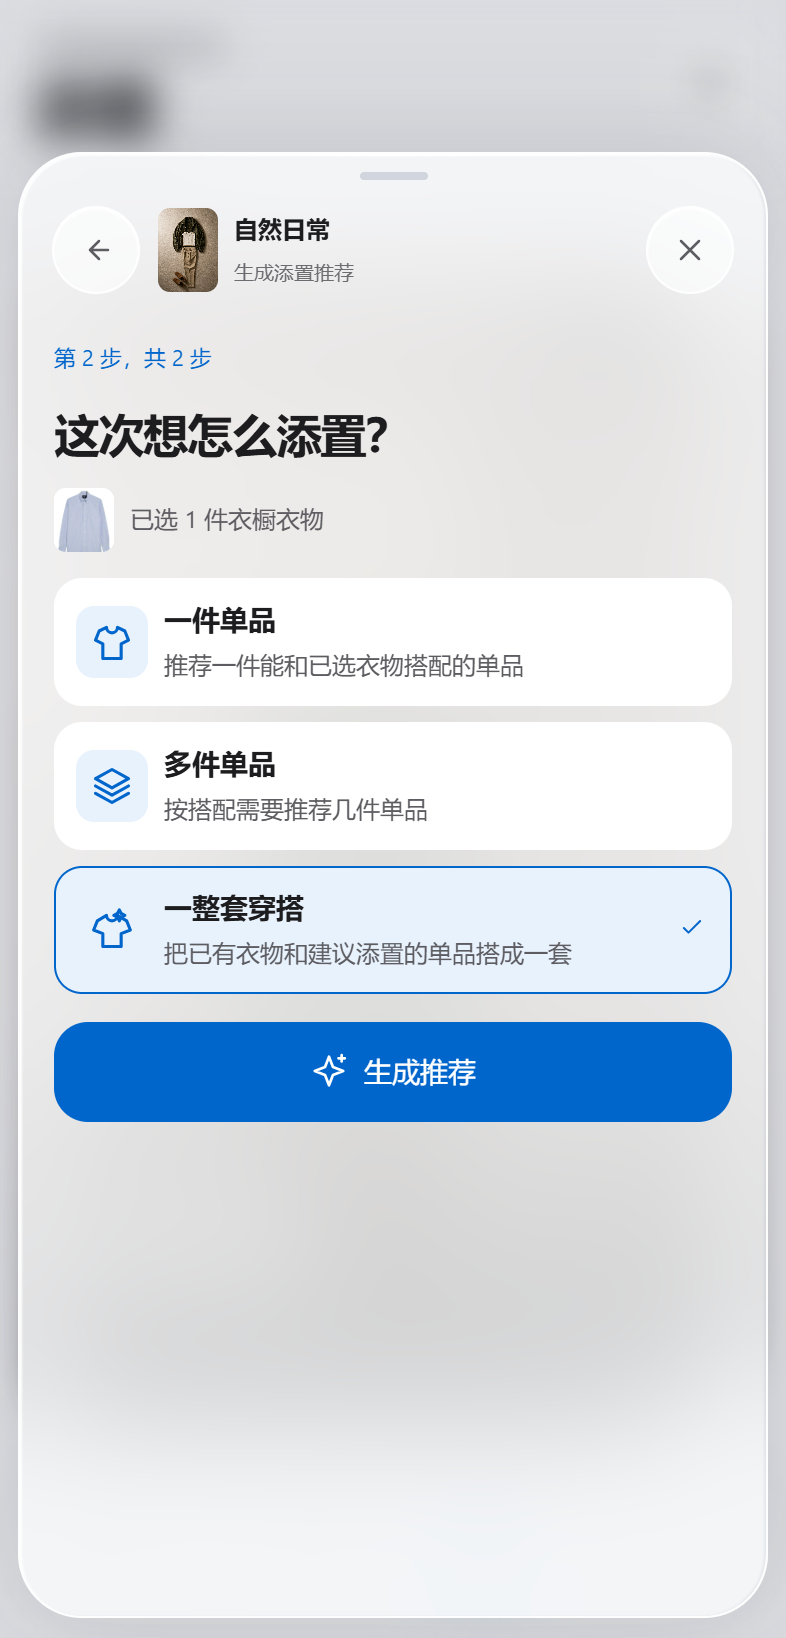 自然日常
生成添置推荐
第 2 步，共 2 步
这次想怎么添置？
已选 1 件衣橱衣物
一件单品
推荐一件能和已选衣物搭配的单品
多件单品
按搭配需要推荐几件单品
一整套穿搭
把已有衣物和建议添置的单品搭成一套
生成推荐